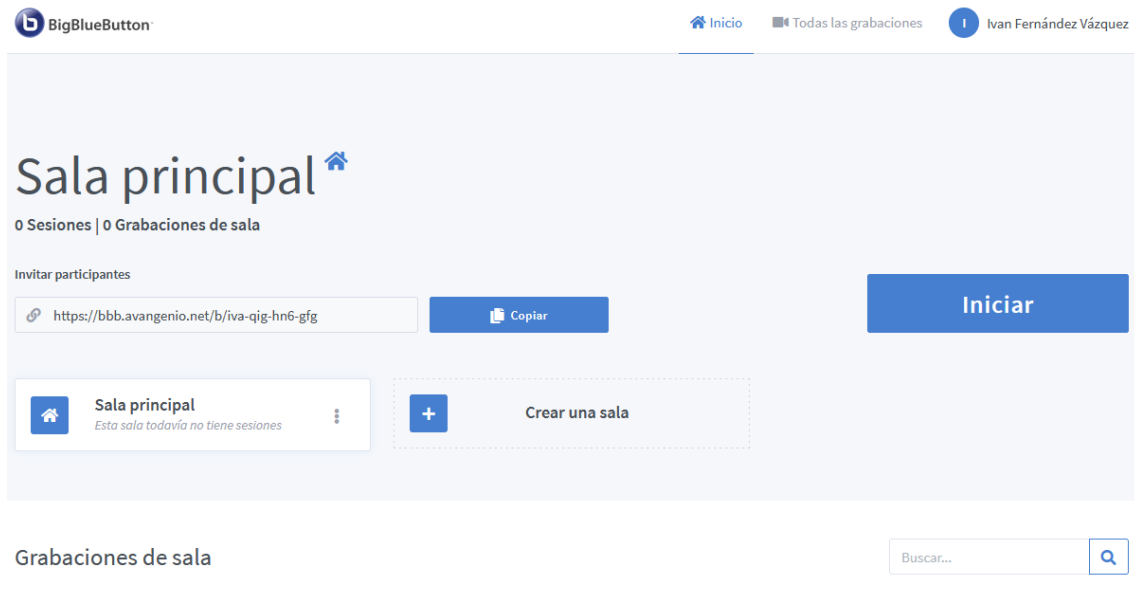 BigBlueButton
Inicio
Todas las grabaciones
I
Ivan Fernández Vázquez
Sala principal
0 Sesiones | 0 Grabaciones de sala
Invitar participantes
https://bbb.avangenio.net/b/iva-qig-hn6-gfg
Copiar
Iniciar
Sala principal
Esta sala todavía no tiene sesiones
Crear una sala
Grabaciones de sala
Buscar...